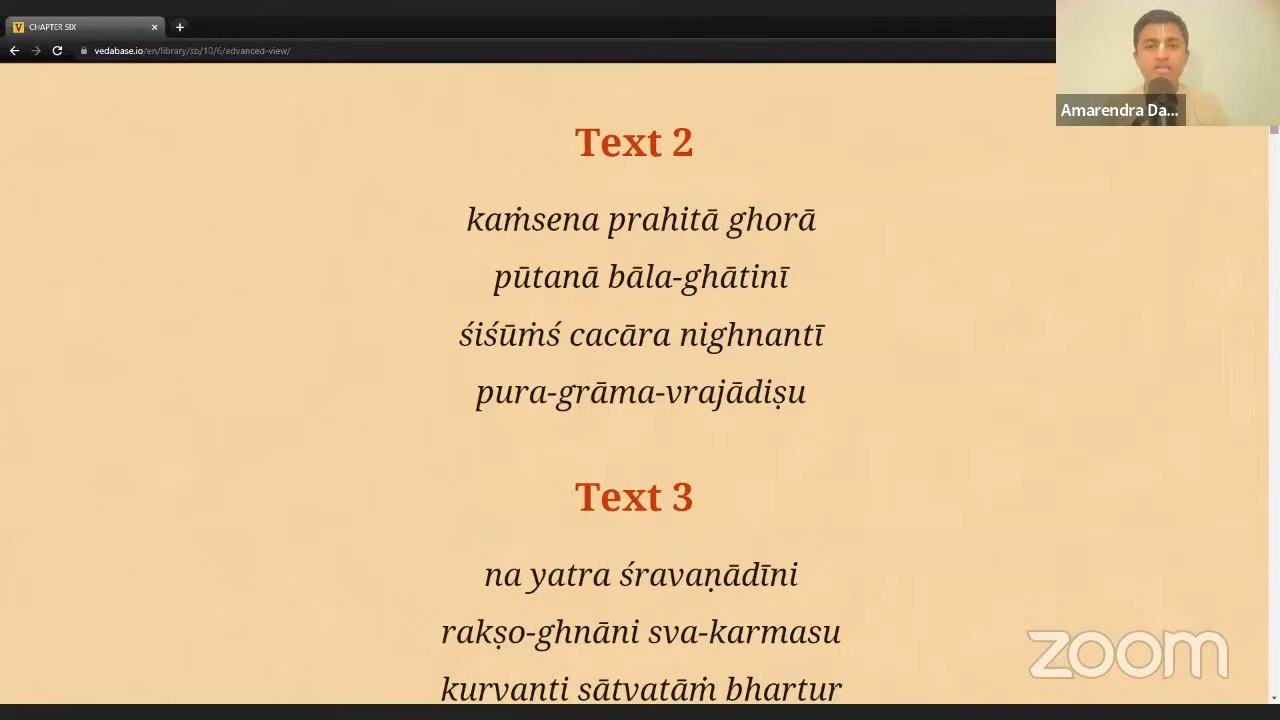 CHAPTER SIX
vedabase.io/en/library/sb/10/6/advanced-view/
Amarendra Da...
Text 2
kaṁsena prahitā ghorā
pūtanā bāla-ghātinī
śiśūṁś cacāra nighnantī
pura-grāma-vrajādiṣu
Text 3
na yatra śravaṇādīni
rakṣo-ghnāni sva-karmasu
kurvanti sātvatāṁ bhartur
zoom